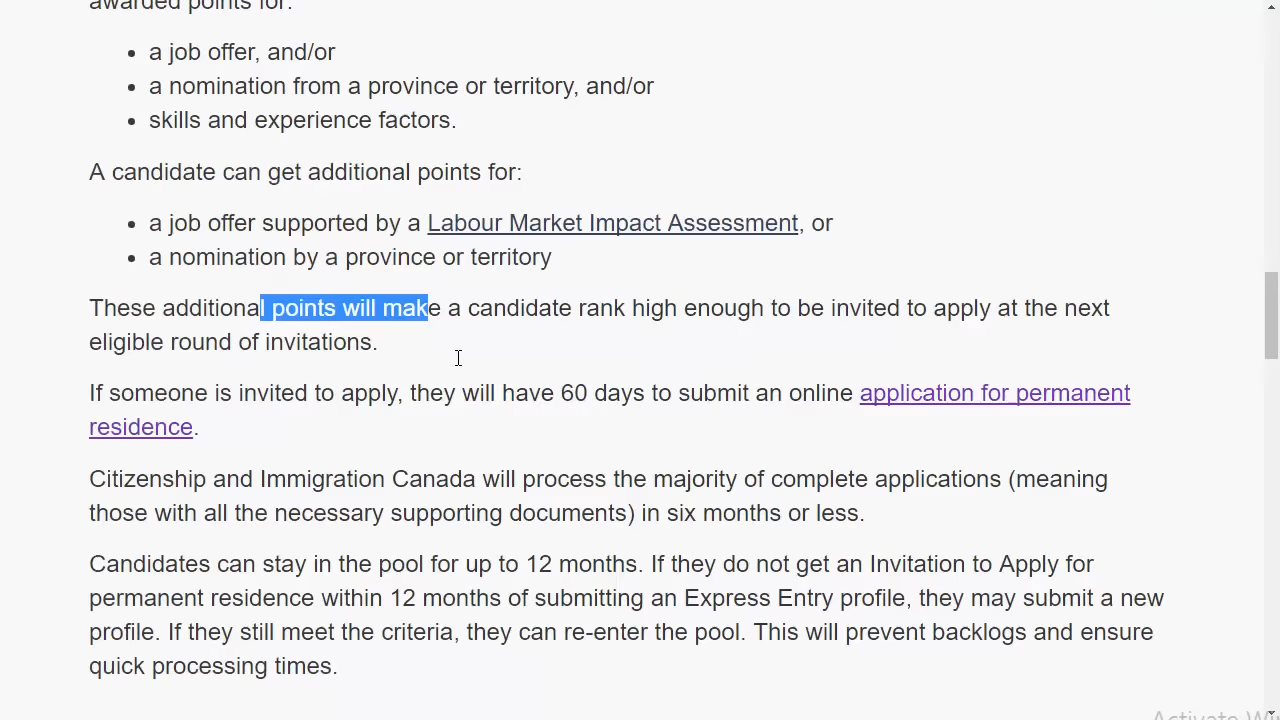 awarded points for:
• a job offer, and/or
• a nomination from a province or territory, and/or
• skills and experience factors.
A candidate can get additional points for:
• a job offer supported by a Labour Market Impact Assessment, or
• a nomination by a province or territory
These additional points will make a candidate rank high enough to be invited to apply at the next
eligible round of invitations.
If someone is invited to apply, they will have 60 days to submit an online application for permanent
residence.
Citizenship and Immigration Canada will process the majority of complete applications (meaning
those with all the necessary supporting documents) in six months or less.
Candidates can stay in the pool for up to 12 months. If they do not get an Invitation to Apply for
permanent residence within 12 months of submitting an Express Entry profile, they may submit a new
profile. If they still meet the criteria, they can re-enter the pool. This will prevent backlogs and ensure
quick processing times.
Activate